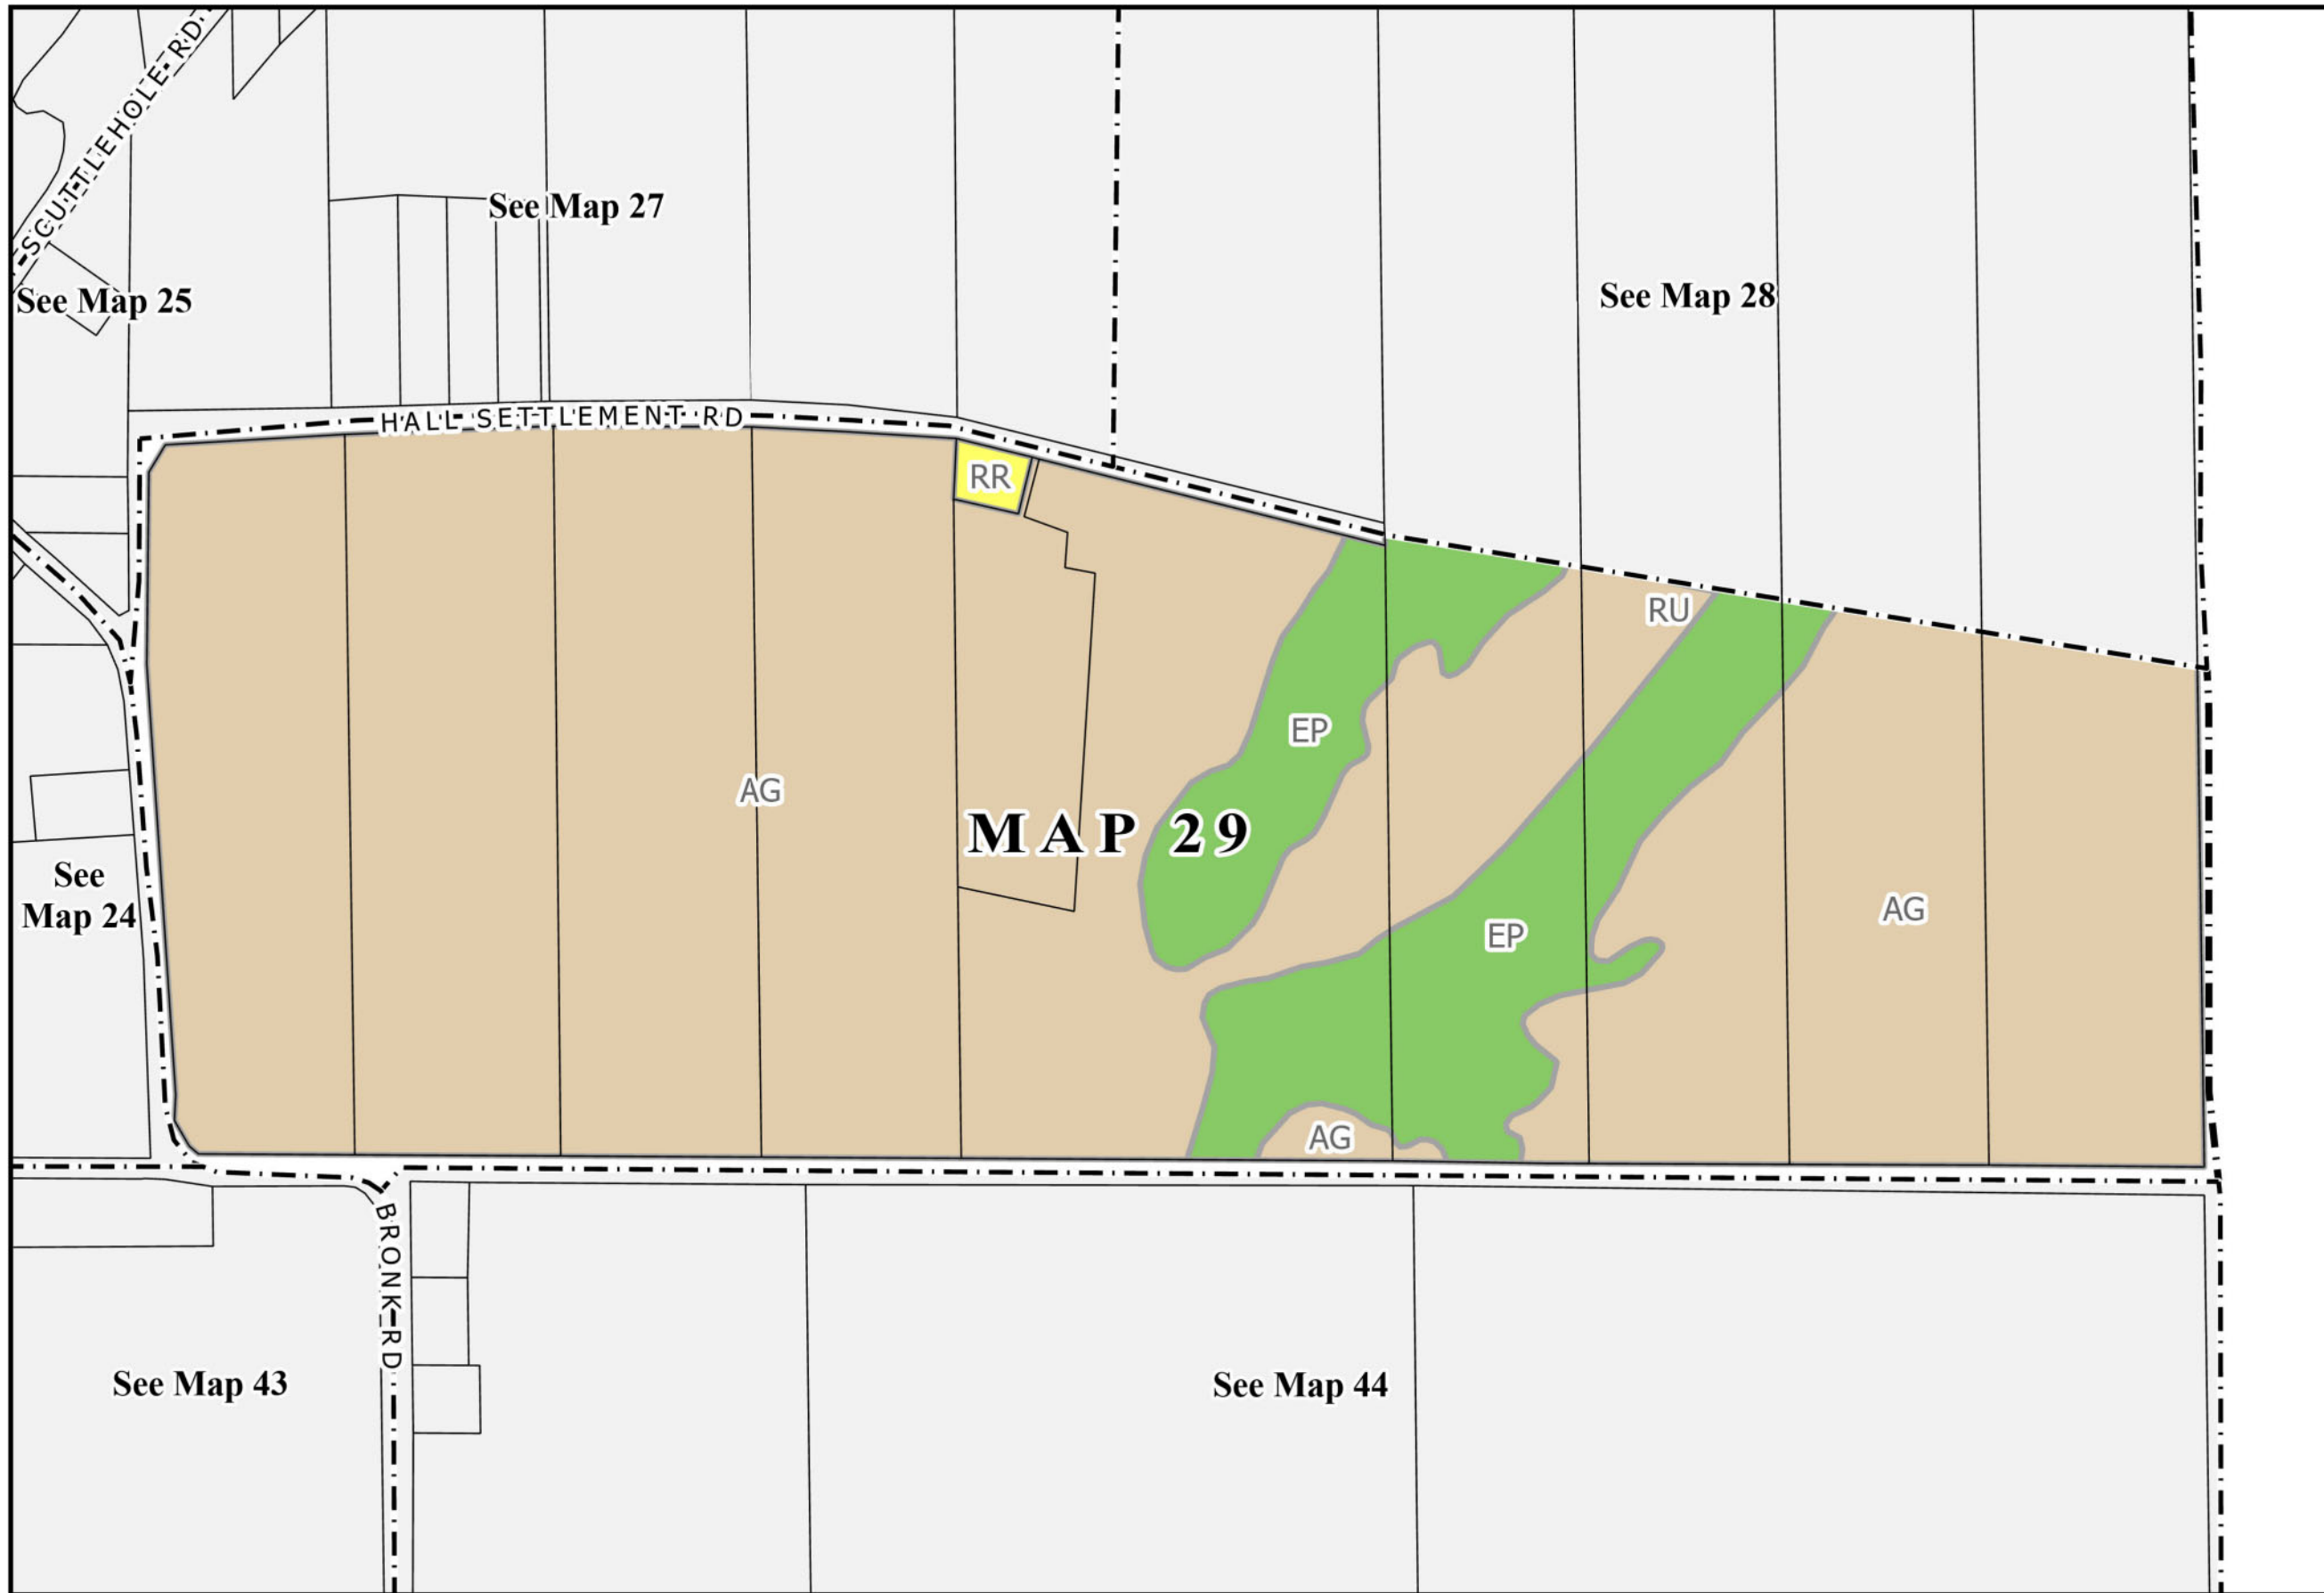 SCUTTLEHOLE RD
See Map 27
See Map 25
See Map 28
HALL SETTLEMENT RD
RR
RU
EP
AG
MAP 29
See
Map 24
AG
EP
AG
BRONK RD
See Map 43
See Map 44